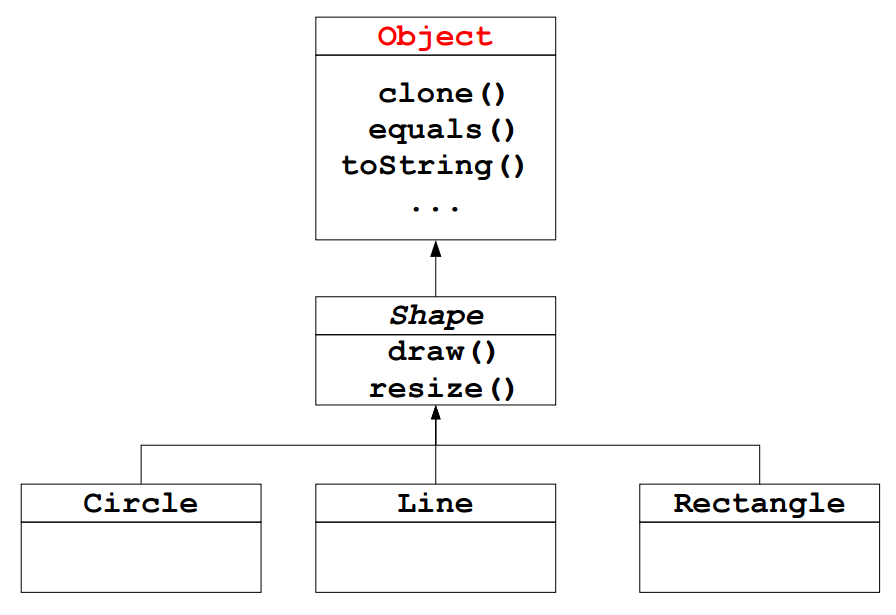 Object
clone()
equals()
toString()
...
Shape
draw()
resize()
Circle
Line
Rectangle